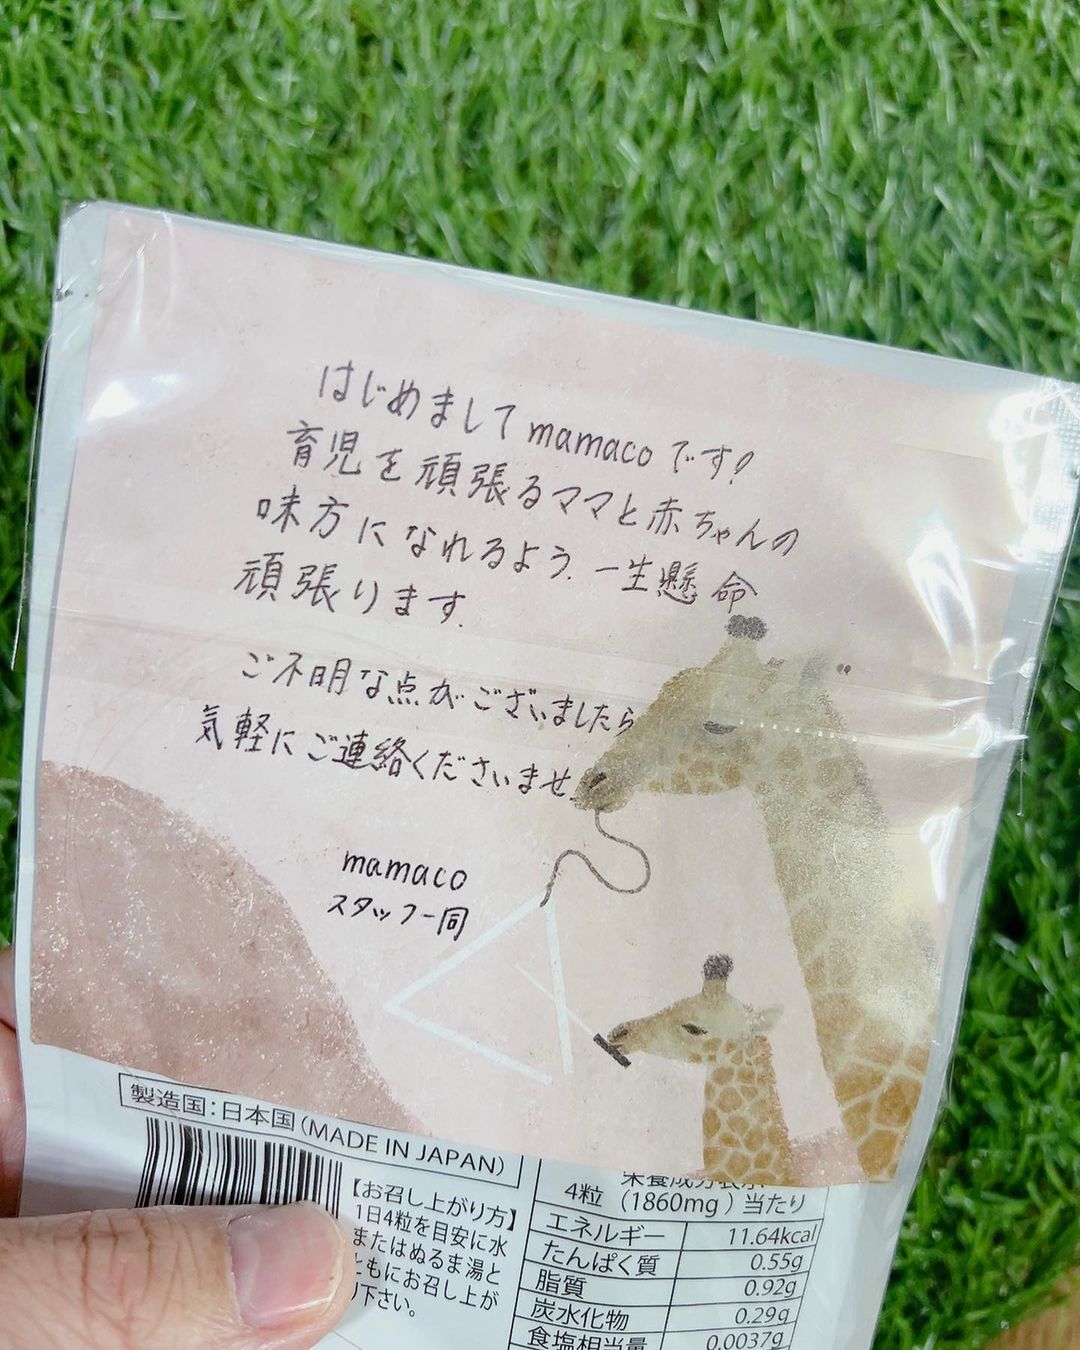 はじめましてmamacoです!
育児を頑張るママと赤ちゃんの
味方になれるよう.一生懸命
頑張ります.
ご不明な点がございましたら
気軽にご連絡くださいませ.
mamaco
スタッフ一同
製造国:日本国(MADE IN JAPAN)
【お召し上がり方】
1日4粒を目安に水
またはぬるま湯と
ともにお召し上が
り下さい。
栄養成分表示
4粒(1860mg)当たり
エネルギー 11.64kcal
たんぱく質 0.55g
脂質 0.92g
炭水化物 0.29g
食塩相当量 0.0037g